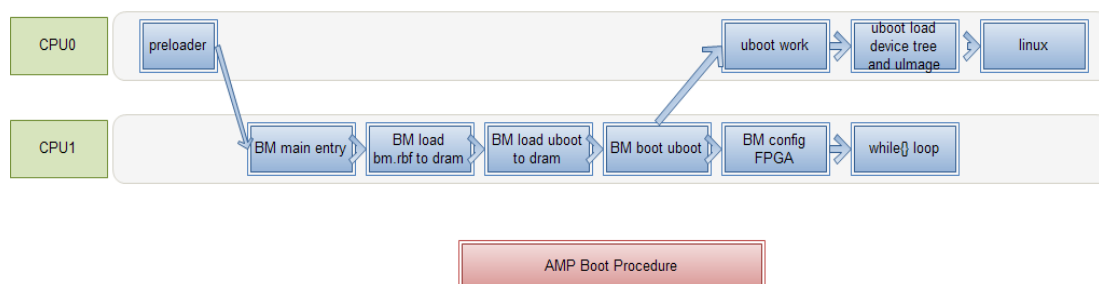 CPU0
preloader
uboot work
uboot load
device tree
and uImage
linux
CPU1
BM main entry
BM load
bm.rbf to dram
BM load uboot
to dram
BM boot uboot
BM config
FPGA
while{} loop
AMP Boot Procedure